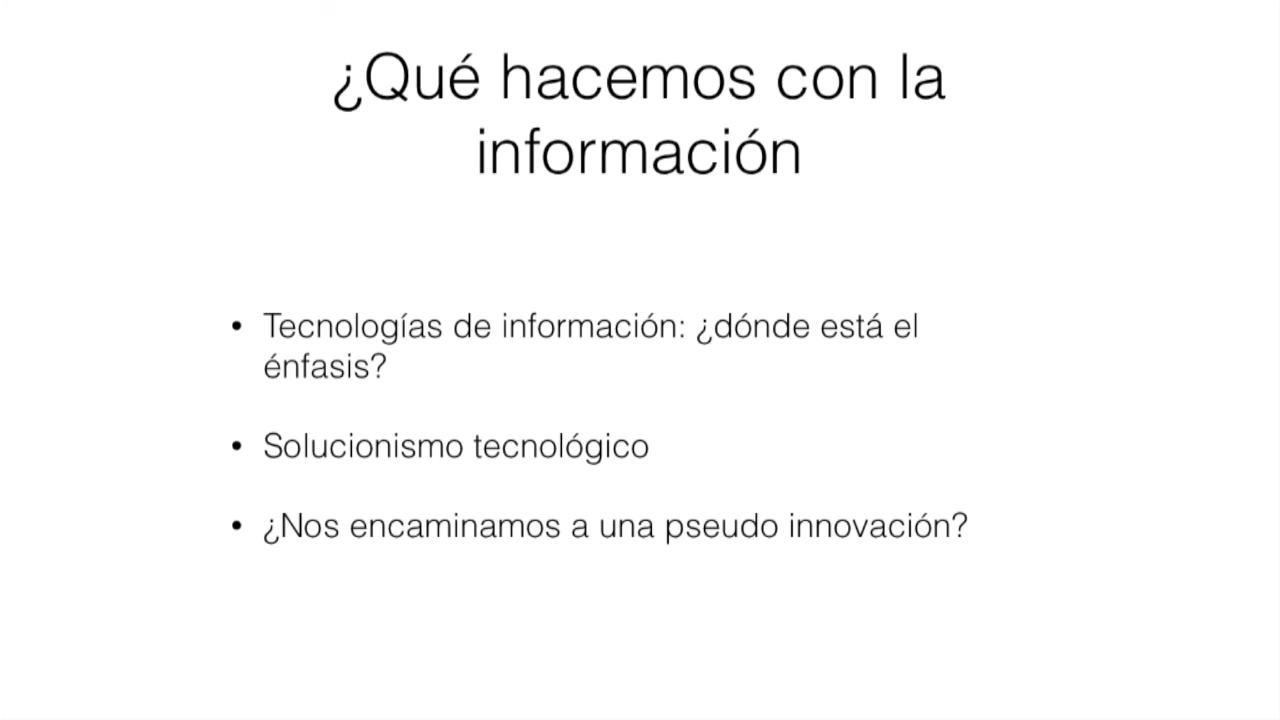 ¿Qué hacemos con la
información
• Tecnologías de información: ¿dónde está el
énfasis?
• Solucionismo tecnológico
• ¿Nos encaminamos a una pseudo innovación?